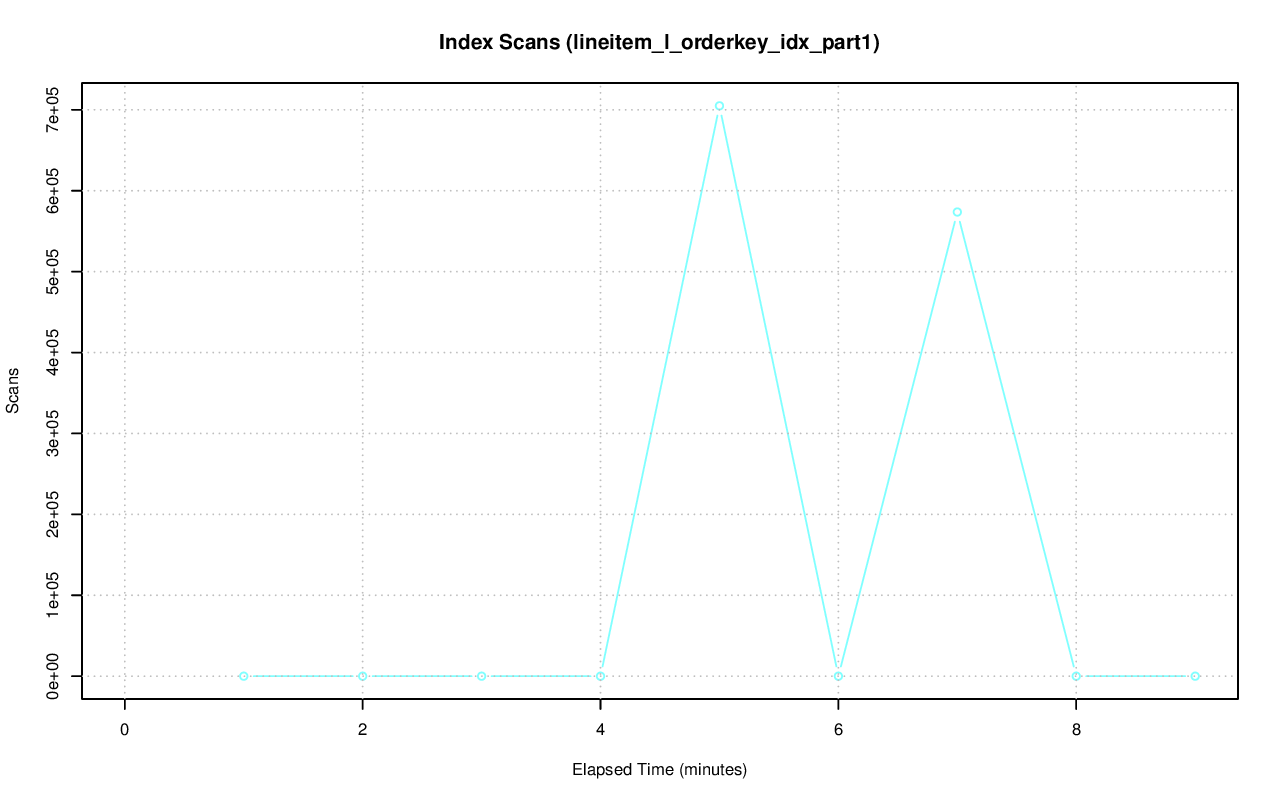 Index Scans (lineitem_l_orderkey_idx_part1)
7e+05
6e+05
5e+05
4e+05
3e+05
2e+05
1e+05
0e+00
Scans
0 2 4 6 8
Elapsed Time (minutes)